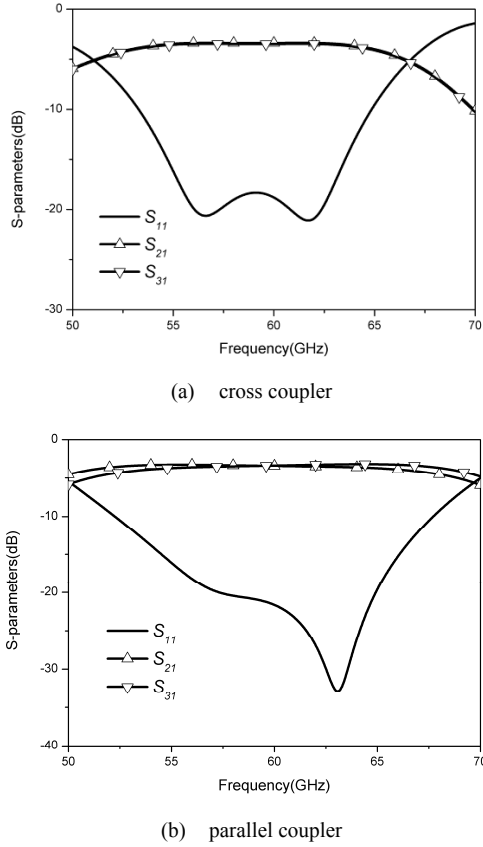 0
-10
-20
-30
S-parameters(dB)
S11
S21
S31
50
55
60
65
70
Frequency(GHz)
(a) cross coupler
0
-10
-20
-30
-40
S-parameters(dB)
S11
S21
S31
50
55
60
65
70
Frequency(GHz)
(b) parallel coupler